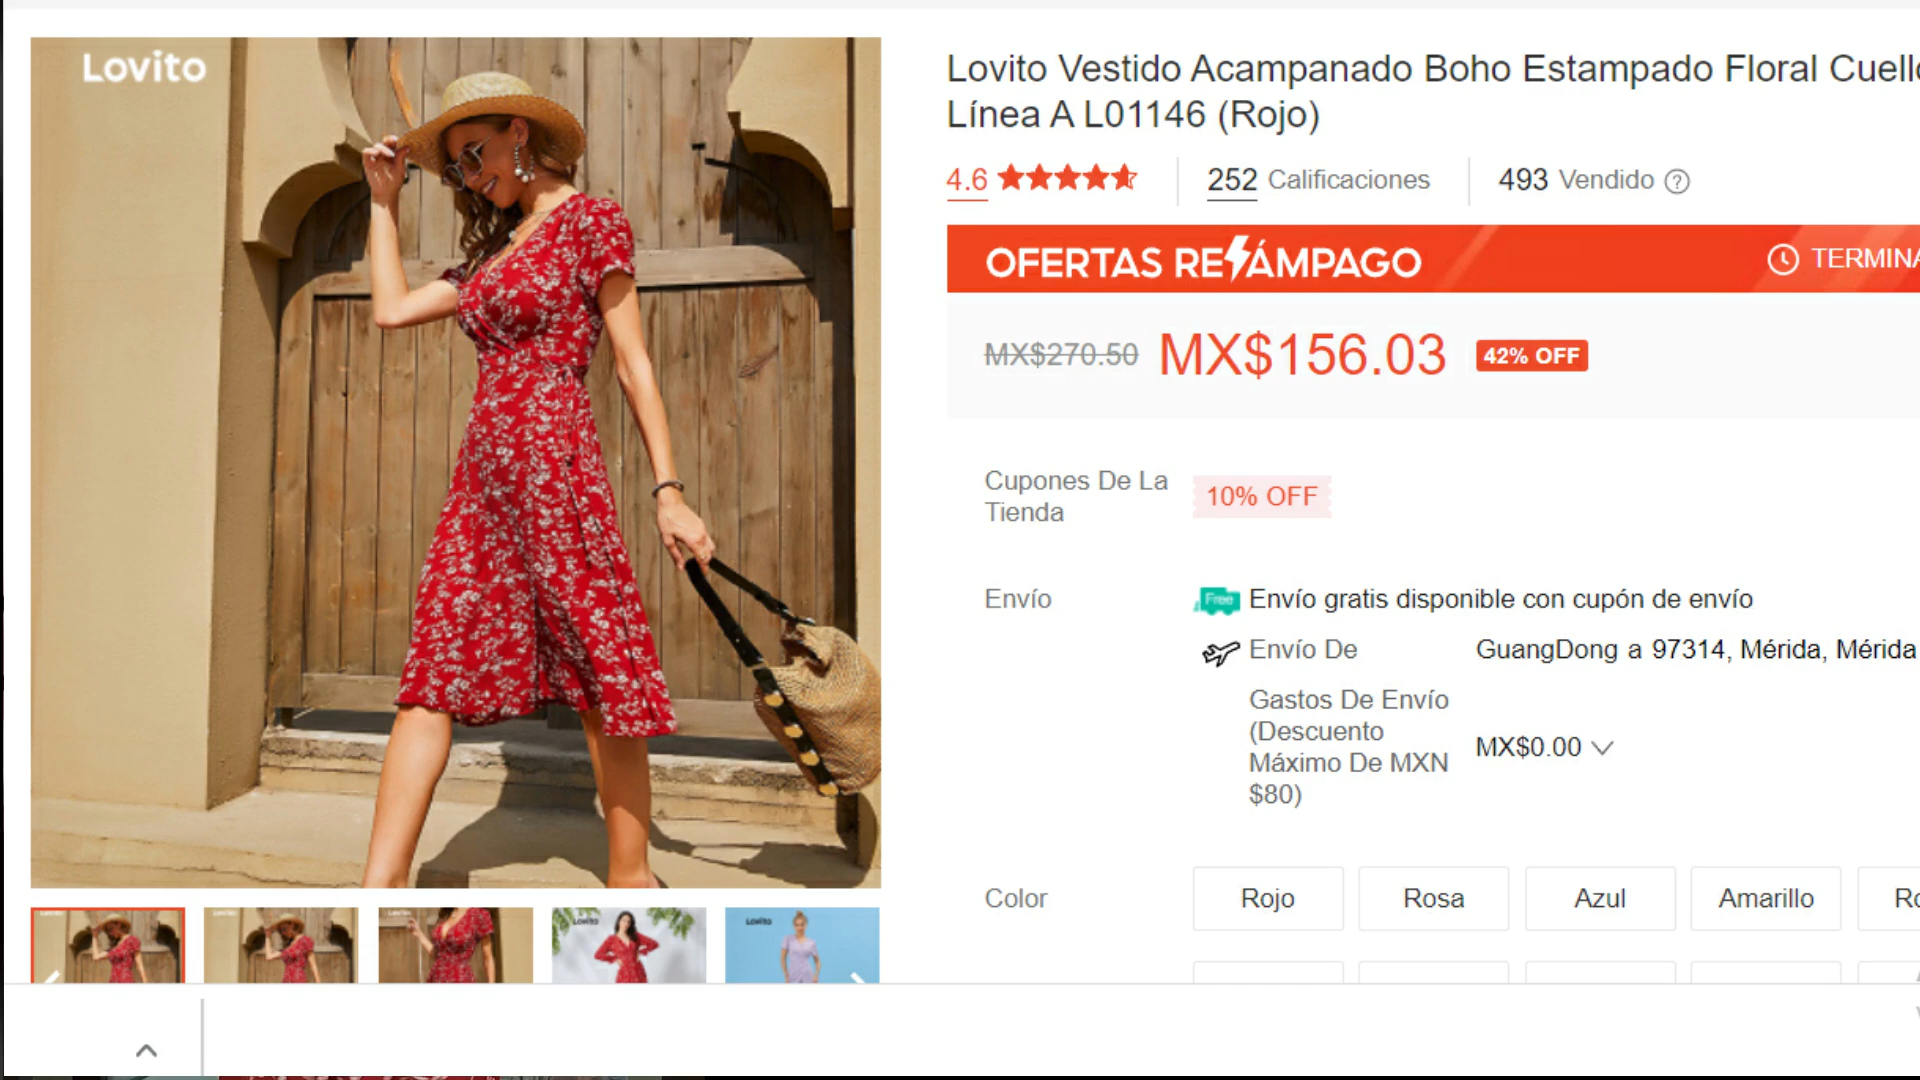 Lovito
Lovito Vestido Acampanado Boho Estampado Floral
Línea A L01146 (Rojo)
4.6
252 Calificaciones
493 Vendido ?
OFERTAS RELÁMPAGO
MX$270.50 MX$156.03 42% OFF
Cupones De La
Tienda
10% OFF
Envío
Free Envío gratis disponible con cupón de envío
Envío De GuangDong a 97314, Mérida, Mérida
Gastos De Envío
(Descuento
Máximo De MXN
$80)
MX$0.00
Color
Rojo Rosa Azul Amarillo
Lovito
Lovito